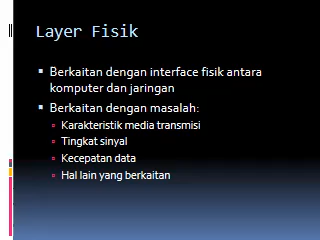 Layer Fisik
Berkaitan dengan interface fisik antara
komputer dan jaringan
Berkaitan dengan masalah:
Karakteristik media transmisi
Tingkat sinyal
Kecepatan data
Hal lain yang berkaitan